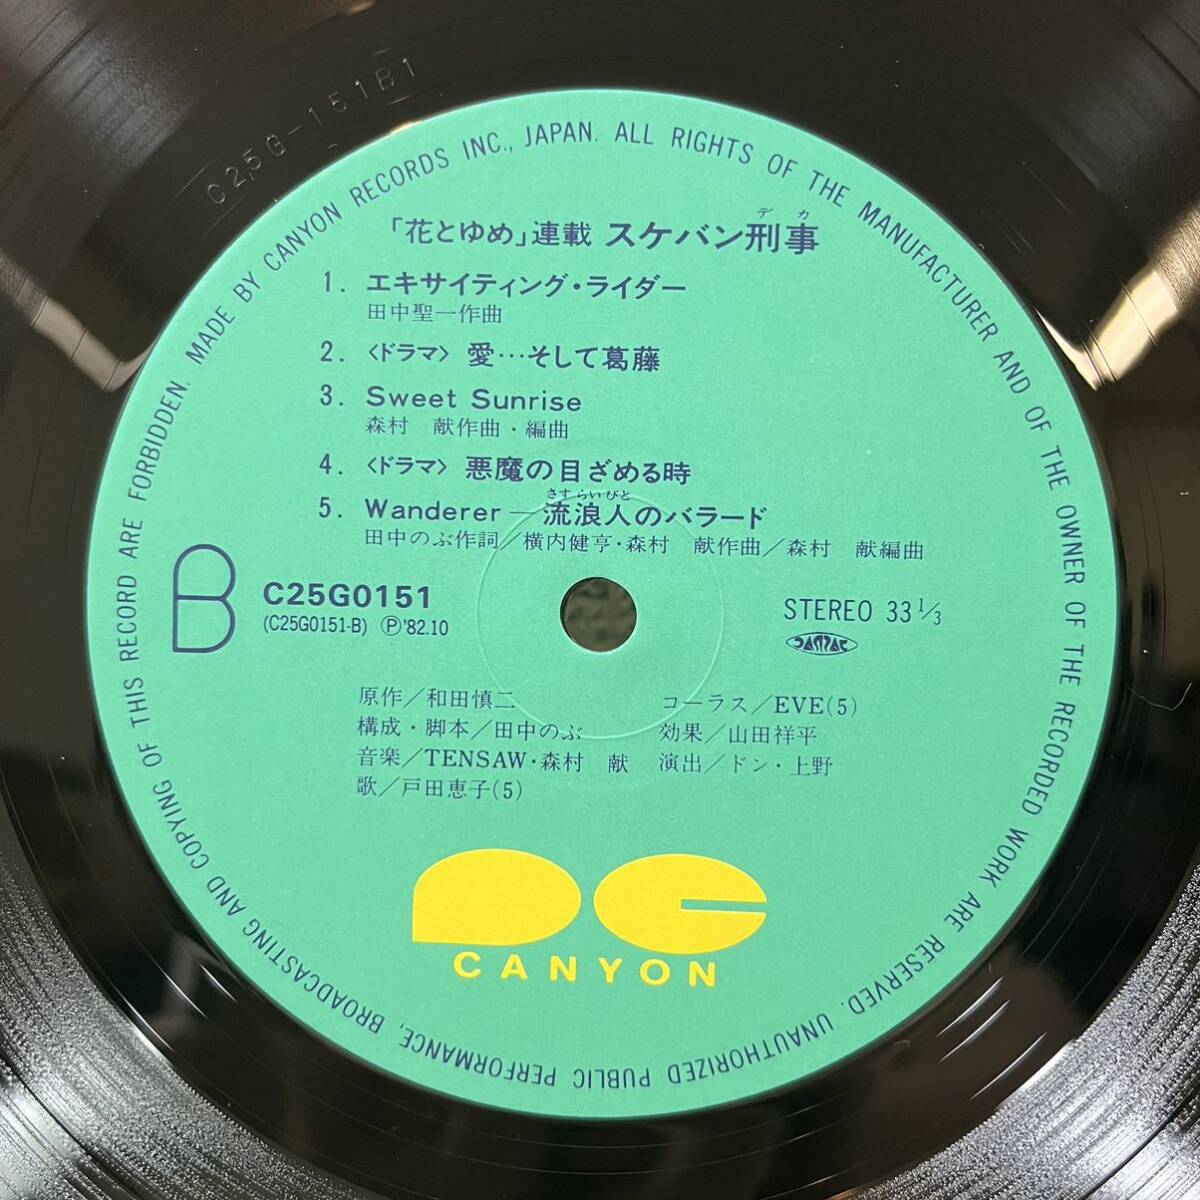 C25G-151B1
MADE BY CANYON RECORDS INC., JAPAN. ALL RIGHTS OF THE MANUFACTURER AND OF THE OWNER OF THE RECORDED WORK ARE RESERVED. UNAUTHORIZED PUBLIC PERFORMANCE, BROADCASTING AND COPYING OF THIS RECORD ARE FORBIDDEN.
デカ
「花とゆめ」連載 スケバン刑事
1. エキサイティング・ライダー
田中聖一作曲
2. 〈ドラマ〉 愛…そして葛藤
3. Sweet Sunrise
森村 献作曲・編曲
4. 〈ドラマ〉 悪魔の目ざめる時
さすらいびと
5. Wanderer—流浪人のバラード
田中のぶ作詞/横内健亨・森村 献作曲/森村 献編曲
B
C25G0151
(C25G0151-B) Ⓟ'82.10
STEREO 33 1/3
原作/和田慎二
構成・脚本/田中のぶ
音楽/TENSAW・森村 献
歌/戸田恵子(5)
コーラス/EVE(5)
効果/山田祥平
演出/ドン・上野
PC
CANYON